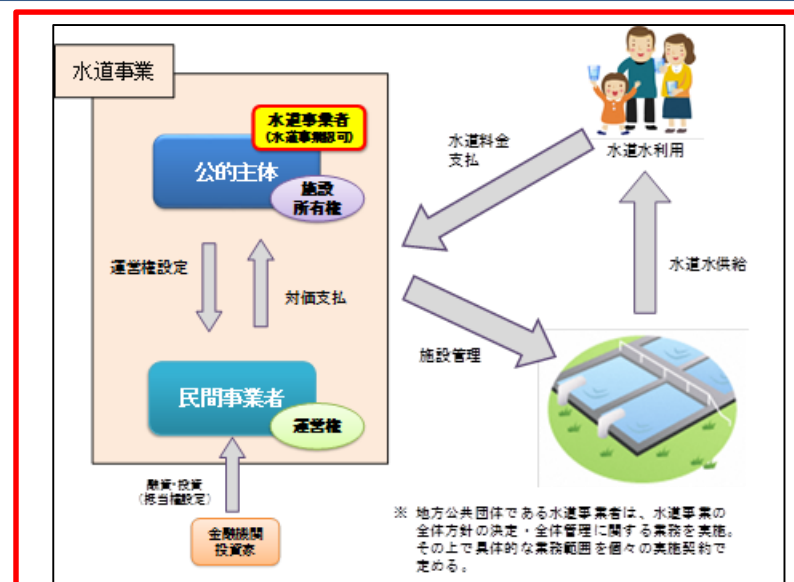 水道事業
水道事業者
(水道事業認可)
公的主体
施設
所有権
運営権設定
対価支払
民間事業者
運営権
融資・投資
(抵当権設定)
金融機関
投資家
水道料金
支払
水道水利用
水道水供給
施設管理
※ 地方公共団体である水道事業者は、水道事業の
全体方針の決定・全体管理に関する業務を実施。
その上で具体的な業務範囲を個々の実施契約で
定める。